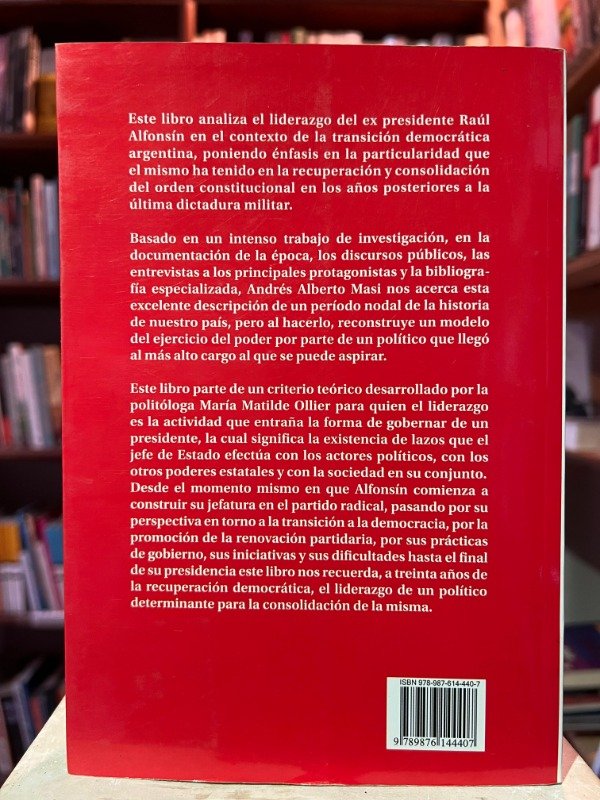 Este libro analiza el liderazgo del ex presidente Raúl
Alfonsín en el contexto de la transición democrática
argentina, poniendo énfasis en la particularidad que
el mismo ha tenido en la recuperación y consolidación
del orden constitucional en los años posteriores a la
última dictadura militar.
Basado en un intenso trabajo de investigación, en la
documentación de la época, los discursos públicos, las
entrevistas a los principales protagonistas y la bibliogra-
fía especializada, Andrés Alberto Masi nos acerca esta
excelente descripción de un período nodal de la historia
de nuestro país, pero al hacerlo, reconstruye un modelo
del ejercicio del poder por parte de un político que llegó
al más alto cargo al que se puede aspirar.
Este libro parte de un criterio teórico desarrollado por la
politóloga María Matilde Ollier para quien el liderazgo
es la actividad que entraña la forma de gobernar de un
presidente, la cual significa la existencia de lazos que el
jefe de Estado efectúa con los actores políticos, con los
otros poderes estatales y con la sociedad en su conjunto.
Desde el momento mismo en que Alfonsín comienza a
construir su jefatura en el partido radical, pasando por su
perspectiva en torno a la transición a la democracia, por la
promoción de la renovación partidaria, por sus prácticas
de gobierno, sus iniciativas y sus dificultades hasta el final
de su presidencia este libro nos recuerda, a treinta años de
la recuperación democrática, el liderazgo de un político
determinante para la consolidación de la misma.
ISBN 978-987-614-440-7
9 789876 144407